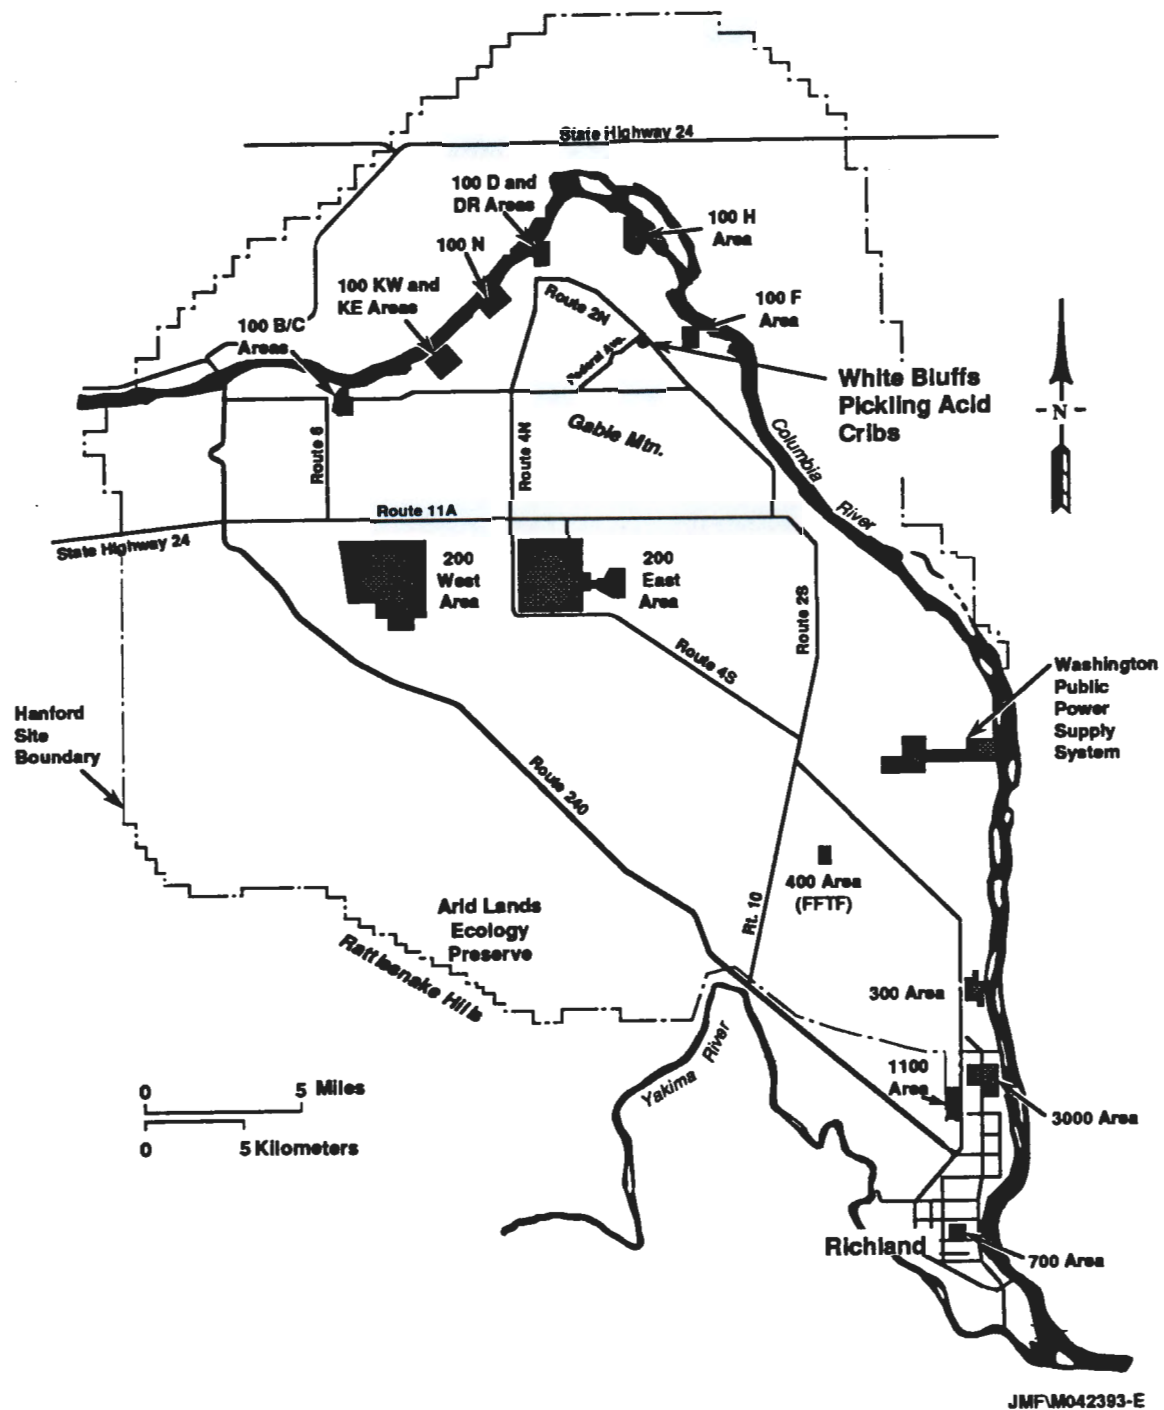 State Highway 24
100 D and
DR Areas
100 H
Area
100 N
100 KW and
KE Areas
Route 2N
100 F
Area
100 B/C
Areas
Federal Ave.
White Bluffs
Pickling Acid
Cribs
N
Route 6
Route 4N
Gable Mtn.
Columbia
River
Route 11A
State Highway 24
200
West
Area
200
East
Area
Route 2S
Route 4S
Washington
Public
Power
Supply
System
Hanford
Site
Boundary
Route 240
400 Area
(FFTF)
Rt. 10
Arid Lands
Ecology
Preserve
Rattlesnake Hills
300 Area
Yakima River
1100
Area
3000 Area
0 5 Miles
0 5 Kilometers
Richland
700 Area
JMF\M042393-E